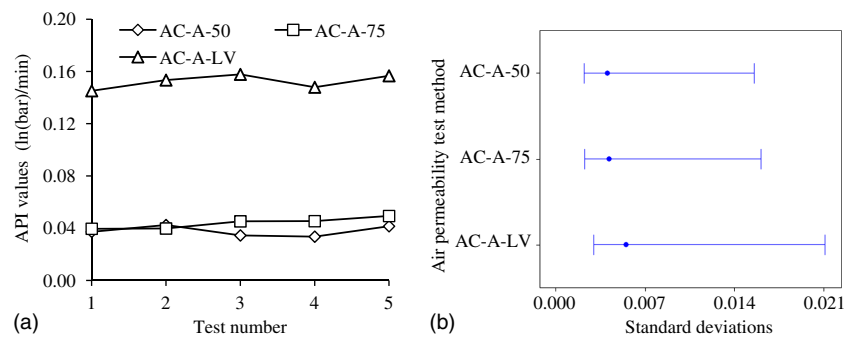 AC-A-50
AC-A-75
AC-A-LV
API values (ln(bar)/min)
0.20
0.16
0.12
0.08
0.04
0.00
1 2 3 4 5
Test number
(a)
Air permeability test method
AC-A-50
AC-A-75
AC-A-LV
0.000 0.007 0.014 0.021
Standard deviations
(b)